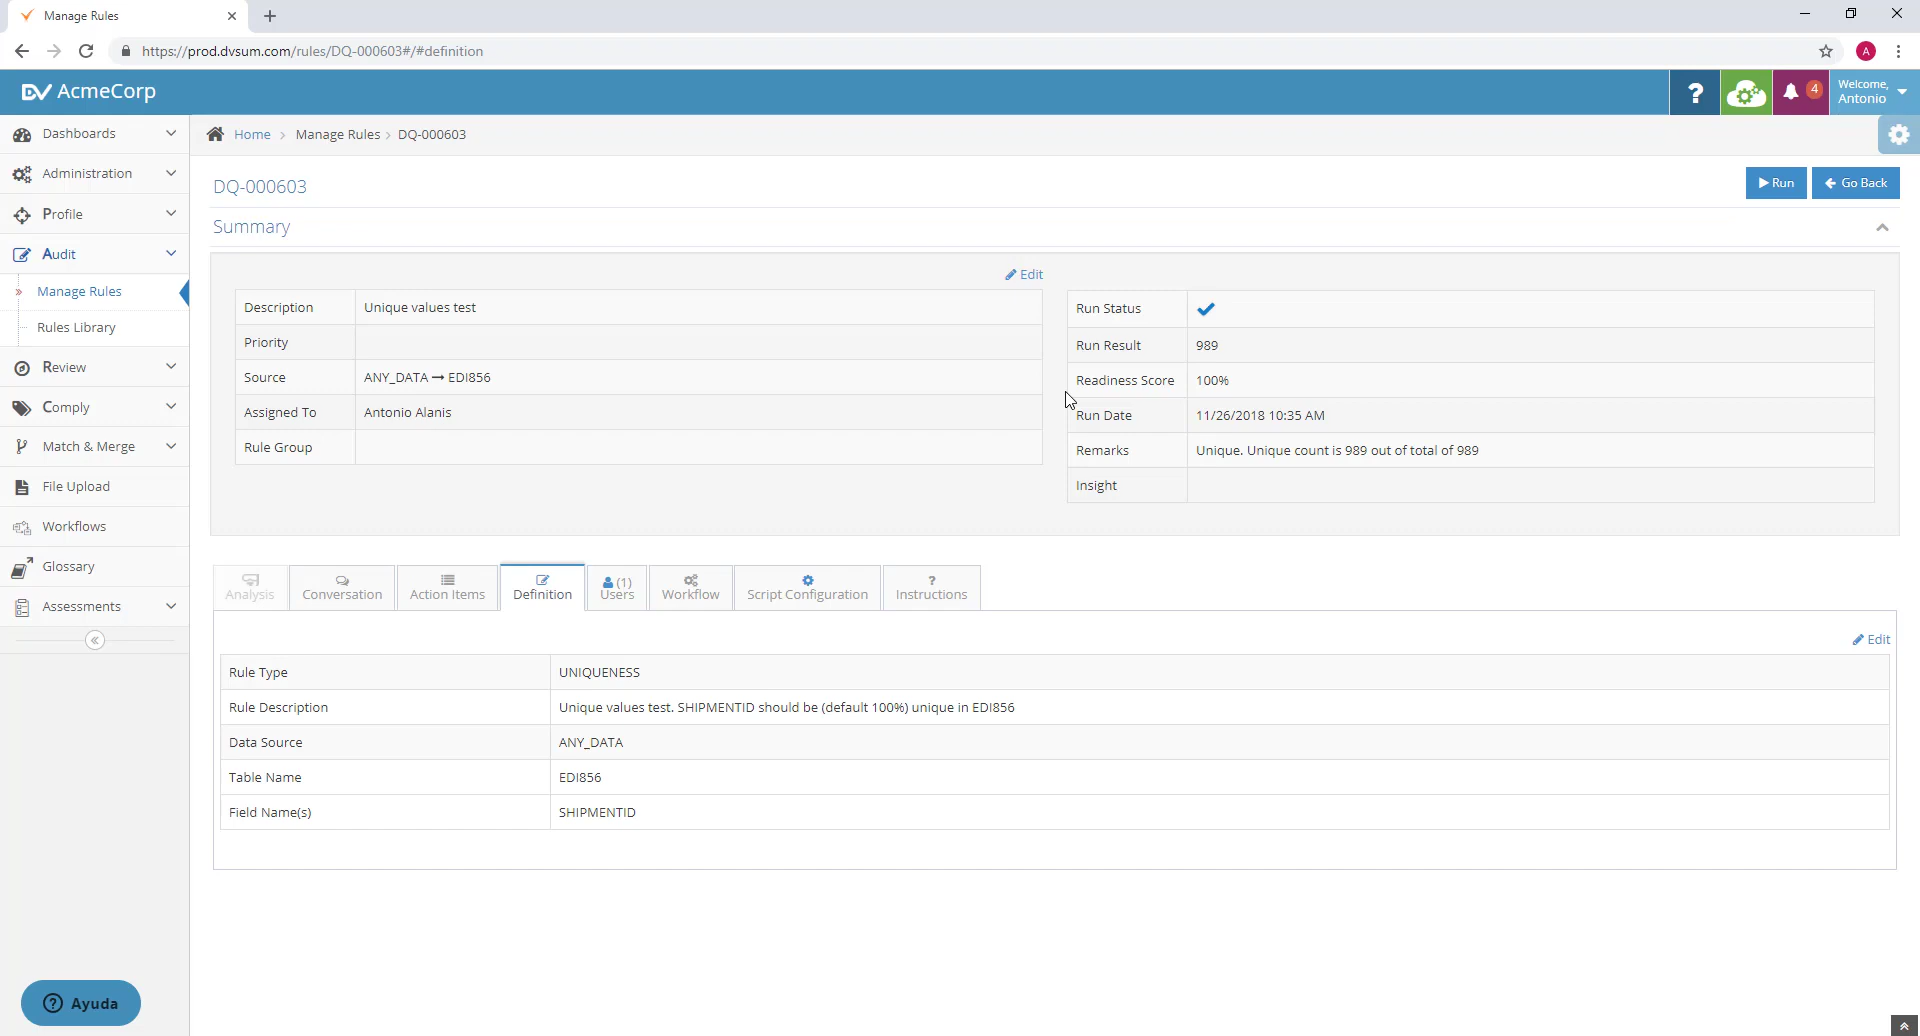 Manage Rules
https://prod.dvsum.com/rules/DQ-000603#/#definition
A
DV AcmeCorp
?
4
Welcome,
Antonio
Dashboards
Administration
Profile
Audit
Manage Rules
Rules Library
Review
Comply
Match & Merge
File Upload
Workflows
Glossary
Assessments
Home > Manage Rules > DQ-000603
DQ-000603
Run
Go Back
Summary
Edit
Description Unique values test
Priority
Source ANY_DATA → EDI856
Assigned To Antonio Alanis
Rule Group
Run Status
Run Result 989
Readiness Score 100%
Run Date 11/26/2018 10:35 AM
Remarks Unique. Unique count is 989 out of total of 989
Insight
Analysis
Conversation
Action Items
Definition
(1)
Users
Workflow
Script Configuration
?
Instructions
Edit
Rule Type UNIQUENESS
Rule Description Unique values test. SHIPMENTID should be (default 100%) unique in EDI856
Data Source ANY_DATA
Table Name EDI856
Field Name(s) SHIPMENTID
? Ayuda